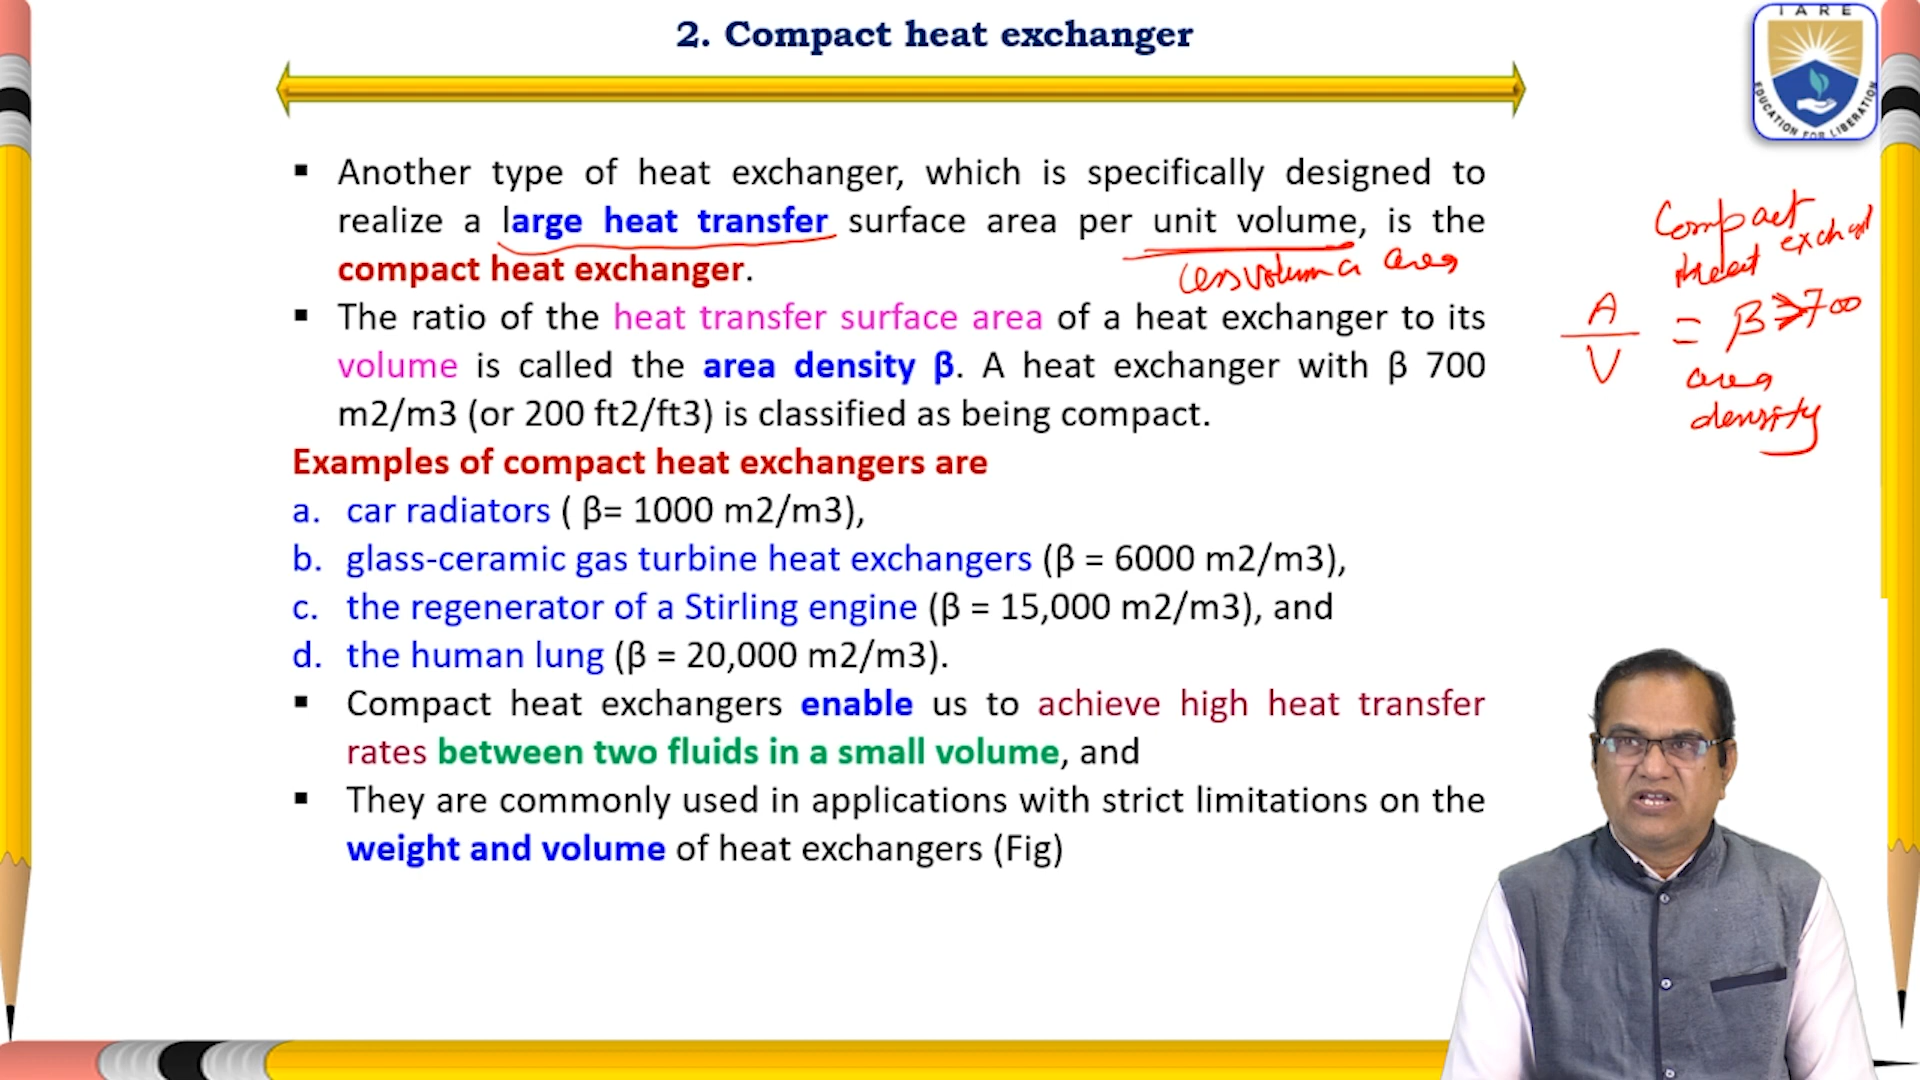 2. Compact heat exchanger
IARE
EDUCATION FOR LIBERATION
▪ Another type of heat exchanger, which is specifically designed to
realize a large heat transfer surface area per unit volume, is the
compact heat exchanger.
▪ The ratio of the heat transfer surface area of a heat exchanger to its
volume is called the area density β. A heat exchanger with β 700
m2/m3 (or 200 ft2/ft3) is classified as being compact.
Examples of compact heat exchangers are
a. car radiators ( β= 1000 m2/m3),
b. glass-ceramic gas turbine heat exchangers (β = 6000 m2/m3),
c. the regenerator of a Stirling engine (β = 15,000 m2/m3), and
d. the human lung (β = 20,000 m2/m3).
▪ Compact heat exchangers enable us to achieve high heat transfer
rates between two fluids in a small volume, and
▪ They are commonly used in applications with strict limitations on the
weight and volume of heat exchangers (Fig)
area
Compact
heat
A
V
= β > 700
area
density